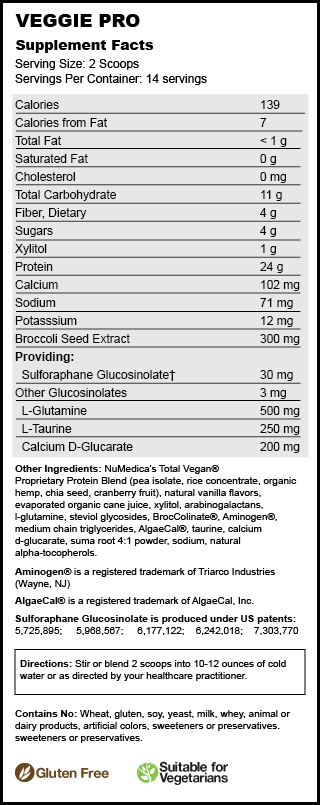 VEGGIE PRO
Supplement Facts
Serving Size: 2 Scoops
Servings Per Container: 14 servings
Calories 139
Calories from Fat 7
Total Fat < 1 g
Saturated Fat 0 g
Cholesterol 0 mg
Total Carbohydrate 11 g
Fiber, Dietary 4 g
Sugars 4 g
Xylitol 1 g
Protein 24 g
Calcium 102 mg
Sodium 71 mg
Potasssium 12 mg
Broccoli Seed Extract 300 mg
Providing:
Sulforaphane Glucosinolate† 30 mg
Other Glucosinolates 3 mg
L-Glutamine 500 mg
L-Taurine 250 mg
Calcium D-Glucarate 200 mg
Other Ingredients: NuMedica's Total Vegan®
Proprietary Protein Blend (pea isolate, rice concentrate, organic
hemp, chia seed, cranberry fruit), natural vanilla flavors,
evaporated organic cane juice, xylitol, arabinogalactans,
l-glutamine, steviol glycosides, BrocColinate®, Aminogen®,
medium chain triglycerides, AlgaeCal®, taurine, calcium
d-glucarate, suma root 4:1 powder, sodium, natural
alpha-tocopherols.
Aminogen® is a registered trademark of Triarco Industries
(Wayne, NJ)
AlgaeCal® is a registered trademark of AlgaeCal, Inc.
Sulforaphane Glucosinolate is produced under US patents:
5,725,895; 5,968,567; 6,177,122; 6,242,018; 7,303,770
Directions: Stir or blend 2 scoops into 10-12 ounces of cold
water or as directed by your healthcare practitioner.
Contains No: Wheat, gluten, soy, yeast, milk, whey, animal or
dairy products, artificial colors, sweeteners or preservatives.
sweeteners or preservatives.
Gluten Free
Suitable for
Vegetarians